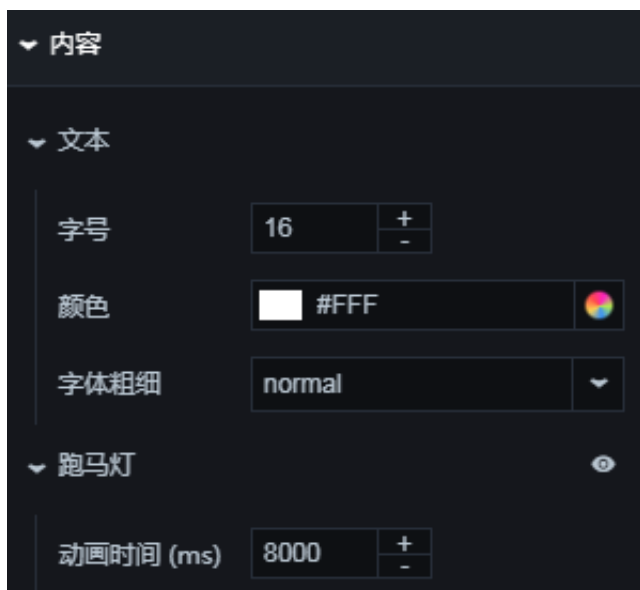 内容
文本
字号 16 + -
颜色 #FFF
字体粗细 normal
跑马灯
动画时间 (ms) 8000 + -